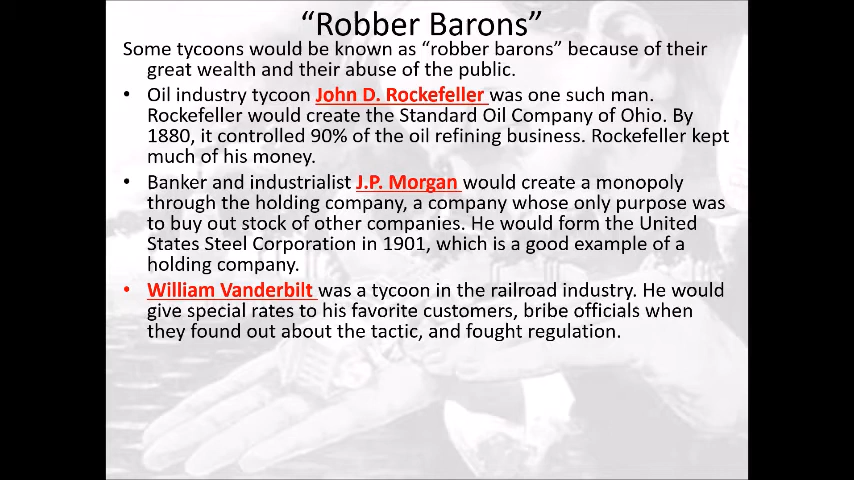 “Robber Barons”
Some tycoons would be known as “robber barons” because of their
great wealth and their abuse of the public.
• Oil industry tycoon John D. Rockefeller was one such man.
Rockefeller would create the Standard Oil Company of Ohio. By
1880, it controlled 90% of the oil refining business. Rockefeller kept
much of his money.
• Banker and industrialist J.P. Morgan would create a monopoly
through the holding company, a company whose only purpose was
to buy out stock of other companies. He would form the United
States Steel Corporation in 1901, which is a good example of a
holding company.
• William Vanderbilt was a tycoon in the railroad industry. He would
give special rates to his favorite customers, bribe officials when
they found out about the tactic, and fought regulation.